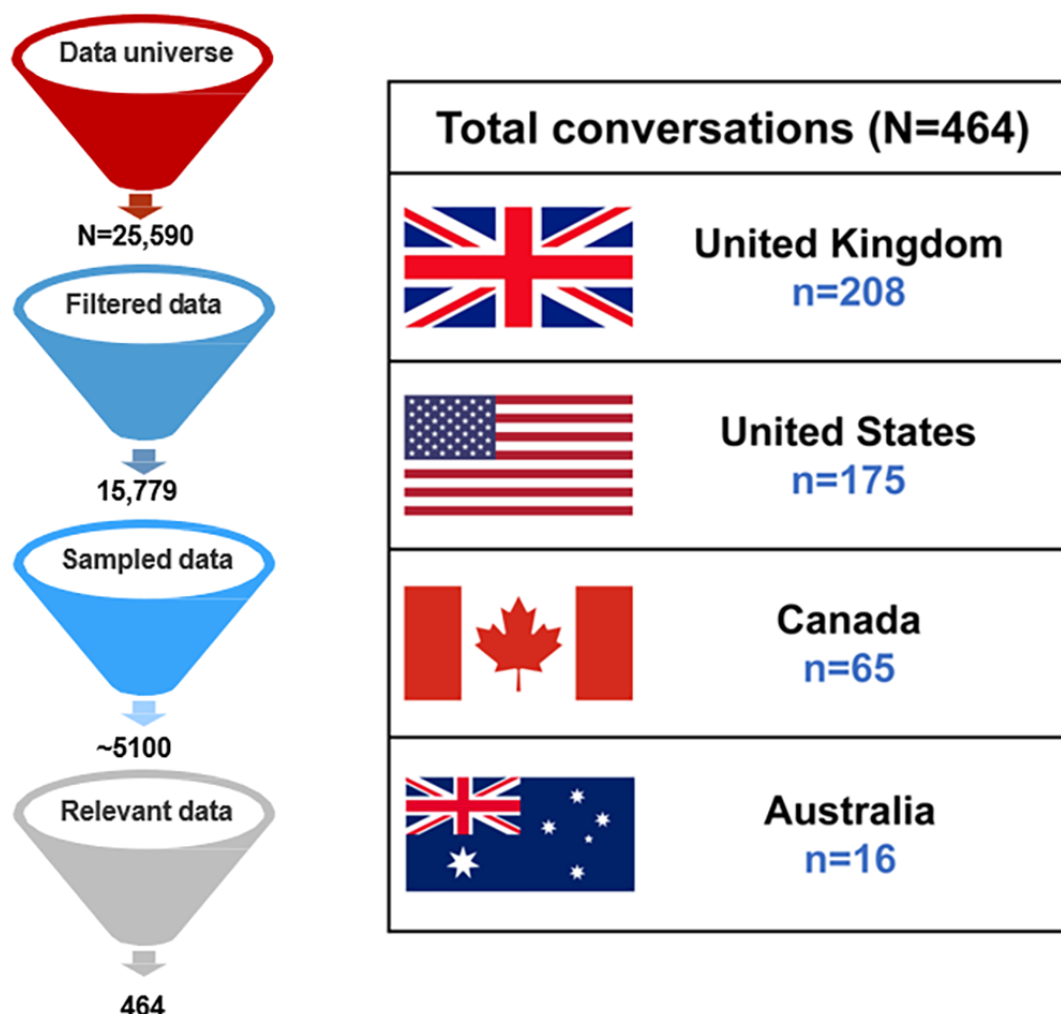 Data universe
N=25,590
Filtered data
15,779
Sampled data
~5100
Relevant data
464
Total conversations (N=464)
United Kingdom
n=208
United States
n=175
Canada
n=65
Australia
n=16